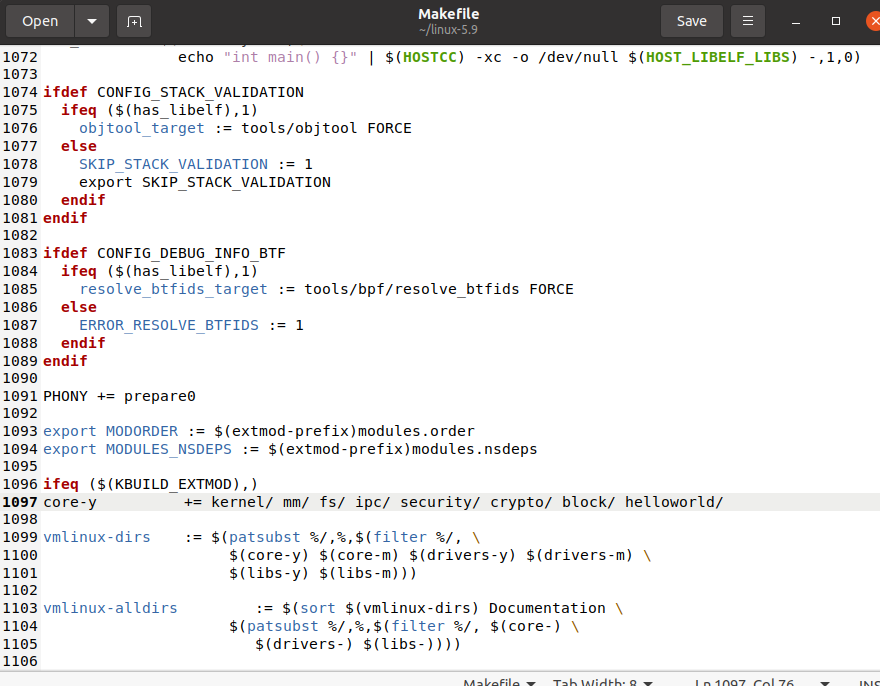 Open
Makefile
~/linux-5.9
Save
1072 echo "int main() {}" | $(HOSTCC) -xc -o /dev/null $(HOST_LIBELF_LIBS) -,1,0)
1073
1074 ifdef CONFIG_STACK_VALIDATION
1075 ifeq ($(has_libelf),1)
1076 objtool_target := tools/objtool FORCE
1077 else
1078 SKIP_STACK_VALIDATION := 1
1079 export SKIP_STACK_VALIDATION
1080 endif
1081 endif
1082
1083 ifdef CONFIG_DEBUG_INFO_BTF
1084 ifeq ($(has_libelf),1)
1085 resolve_btfids_target := tools/bpf/resolve_btfids FORCE
1086 else
1087 ERROR_RESOLVE_BTFIDS := 1
1088 endif
1089 endif
1090
1091 PHONY += prepare0
1092
1093 export MODORDER := $(extmod-prefix)modules.order
1094 export MODULES_NSDEPS := $(extmod-prefix)modules.nsdeps
1095
1096 ifeq ($(KBUILD_EXTMOD),)
1097 core-y += kernel/ mm/ fs/ ipc/ security/ crypto/ block/ helloworld/
1098
1099 vmlinux-dirs := $(patsubst %/,%,$(filter %/, \
1100 $(core-y) $(core-m) $(drivers-y) $(drivers-m) \
1101 $(libs-y) $(libs-m)))
1102
1103 vmlinux-alldirs := $(sort $(vmlinux-dirs) Documentation \
1104 $(patsubst %/,%,$(filter %/, $(core-) \
1105 $(drivers-) $(libs-))))
1106
Makefile Tab Width: 8 Ln 1097, Col 76 INS